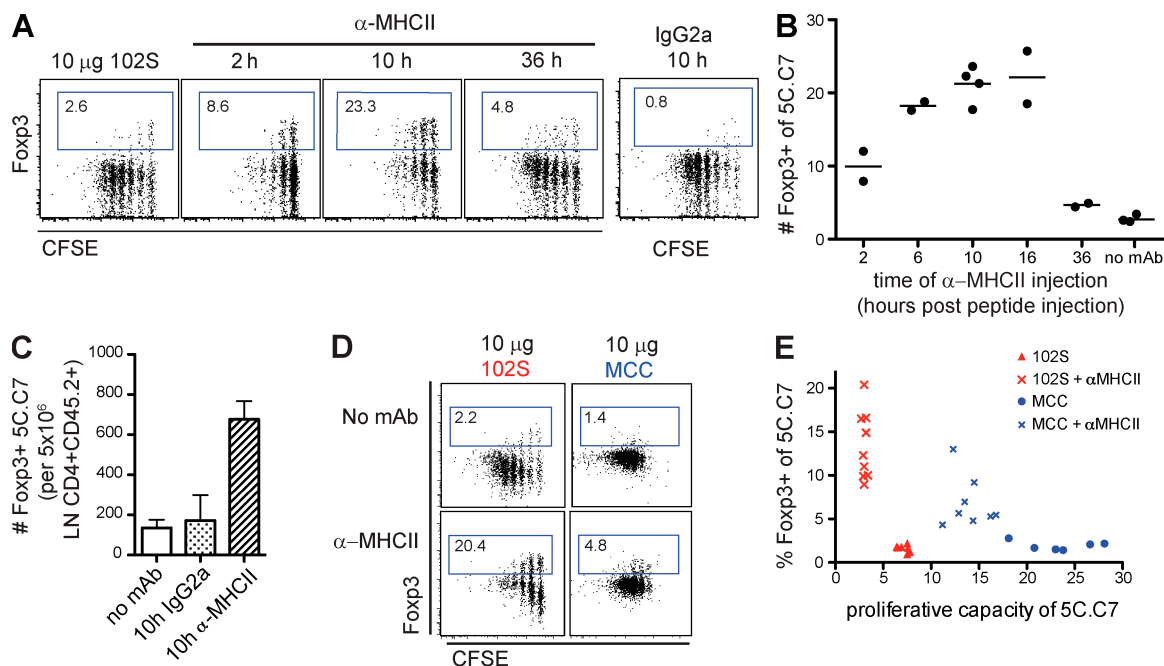 A
α-MHCII
IgG2a
10 μg 102S
2 h
10 h
36 h
10 h
2.6
8.6
23.3
4.8
0.8
Foxp3
CFSE
CFSE
B
# Foxp3+ of 5C.C7
30
20
10
0
2
6
10
16
36
no mAb
time of α–MHCII injection
(hours post peptide injection)
C
# Foxp3+ 5C.C7
(per 5x10⁶
LN CD4+CD45.2+)
1000
800
600
400
200
0
no mAb
10h IgG2a
10h α-MHCII
D
10 μg
102S
10 μg
MCC
No mAb
2.2
1.4
α–MHCII
20.4
4.8
Foxp3
CFSE
E
102S
102S + αMHCII
MCC
MCC + αMHCII
% Foxp3+ of 5C.C7
20
15
10
5
0
0
5
10
15
20
25
30
proliferative capacity of 5C.C7